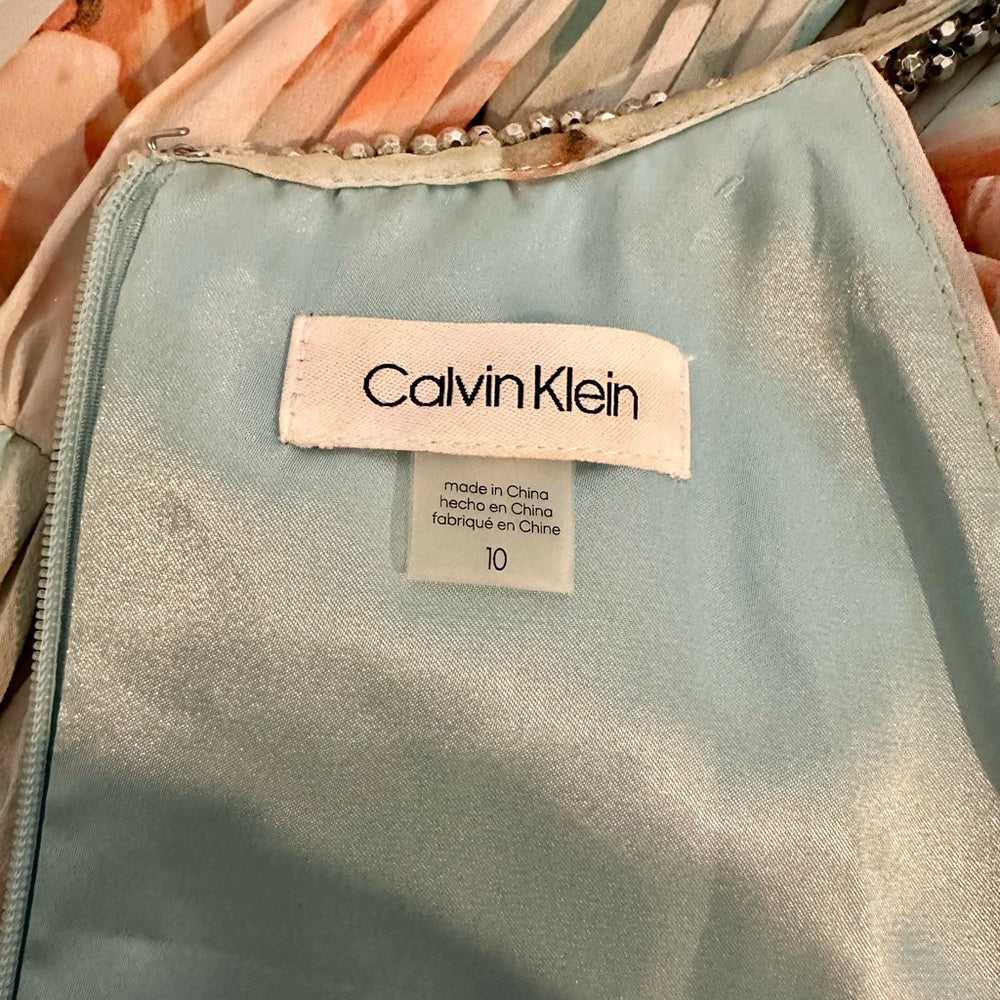 Calvin Klein
made in China
hecho en China
fabriqué en Chine
10